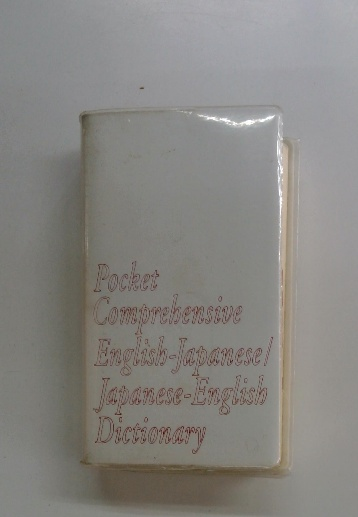 Pocket
Comprehensive
English-Japanese/
Japanese-English
Dictionary